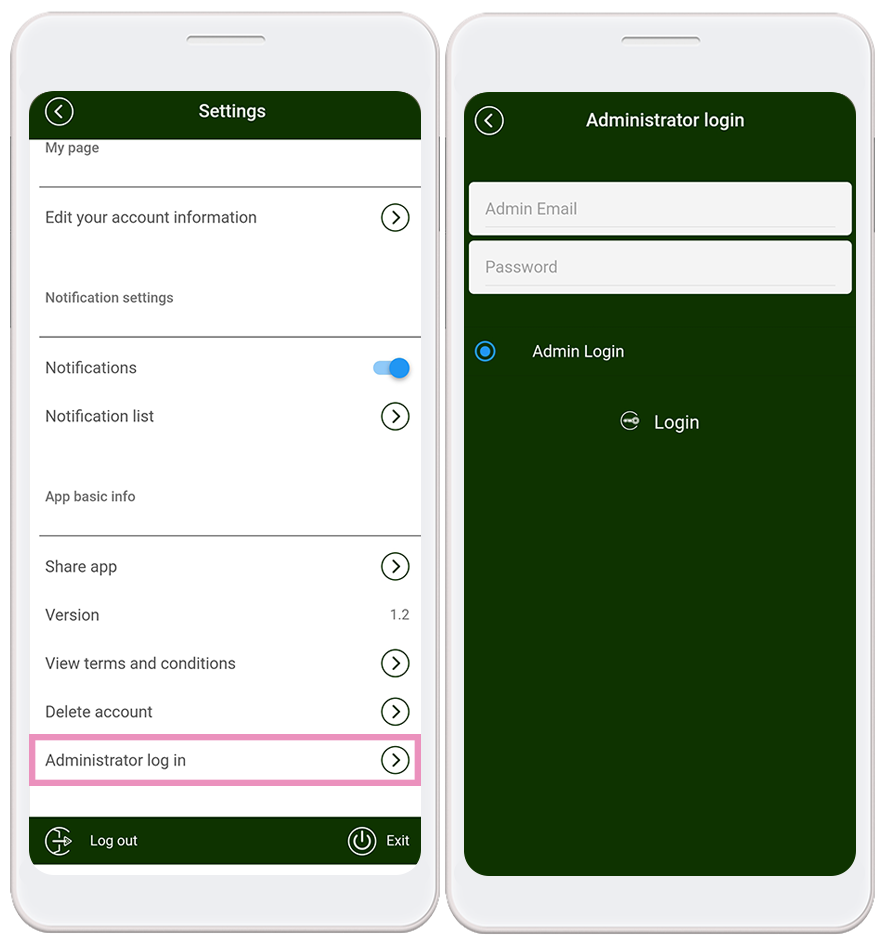 Settings
My page
Edit your account information
Notification settings
Notifications
Notification list
App basic info
Share app
Version 1.2
View terms and conditions
Delete account
Administrator log in
Log out Exit
Administrator login
Admin Email
Password
Admin Login
Login